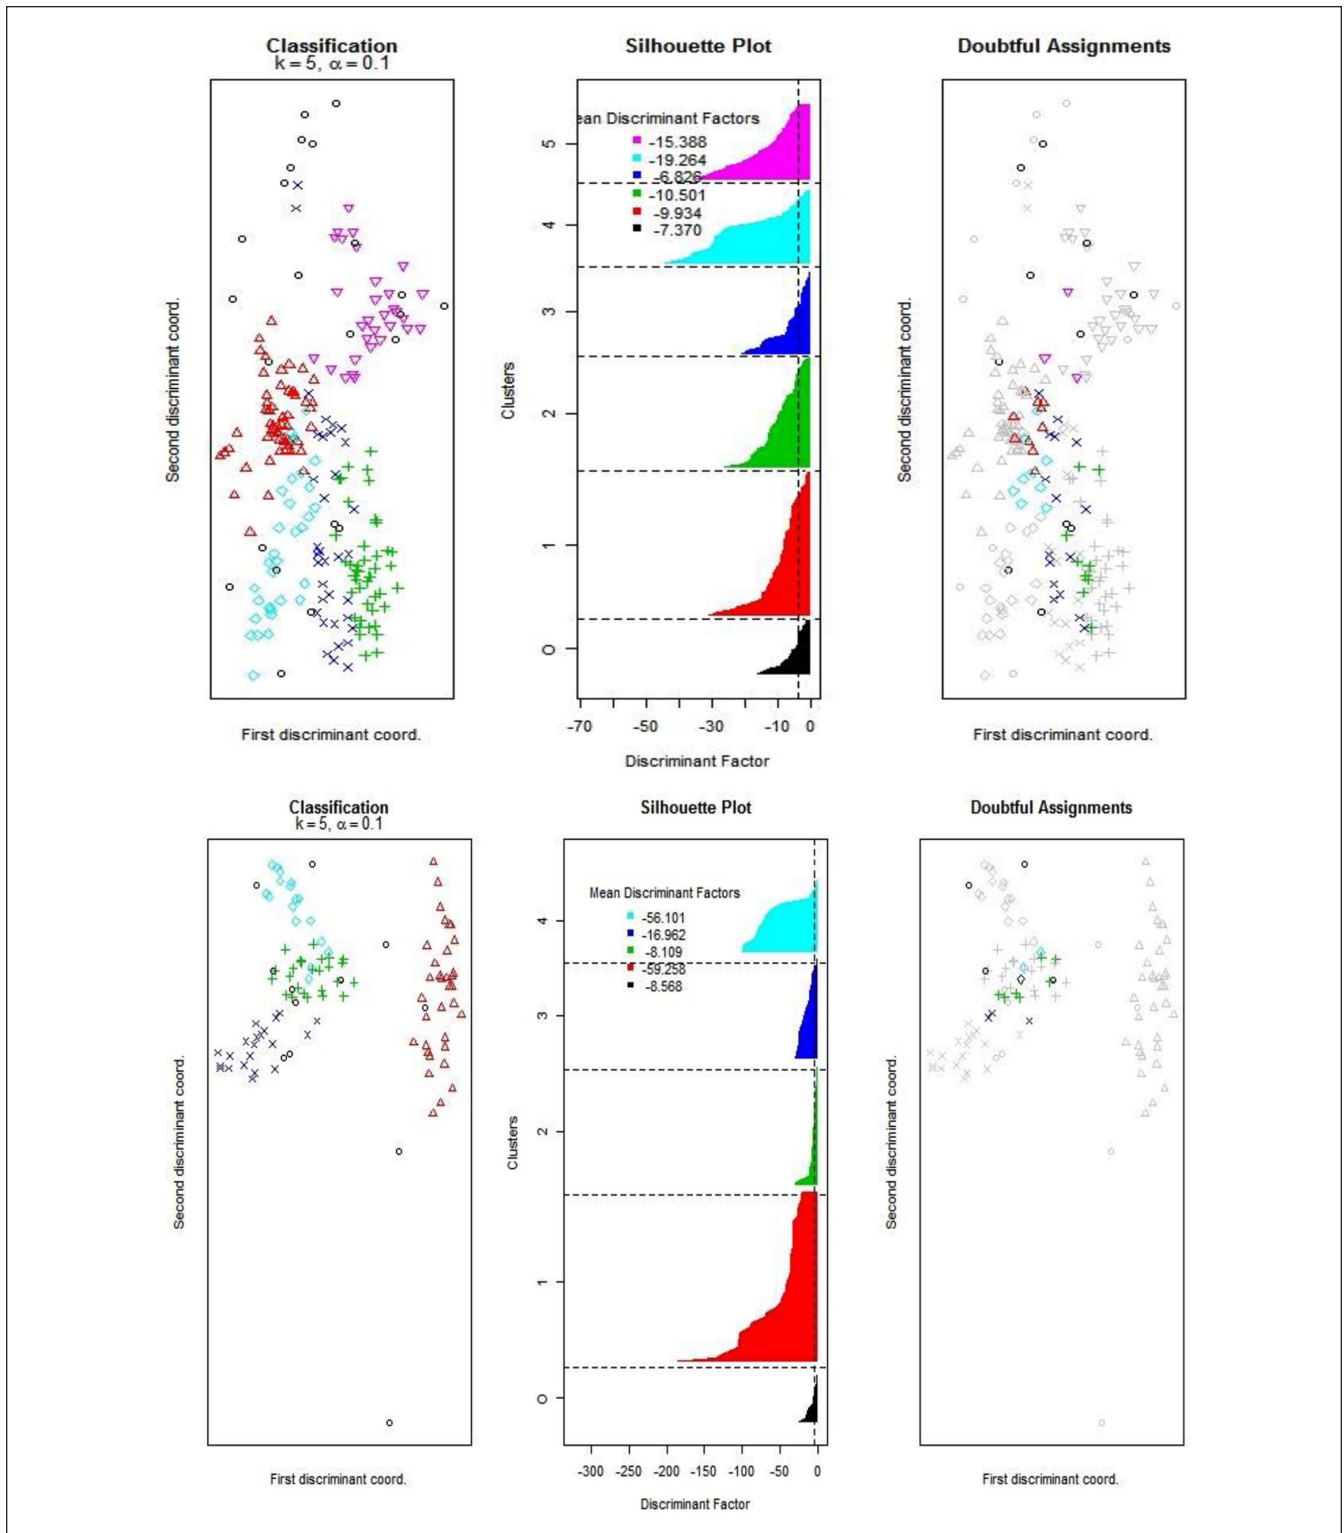 Classification
k = 5, α = 0.1
Silhouette Plot
Doubtful Assignments
Second discriminant coord.
First discriminant coord.
Clusters
5
4
3
2
1
O
ean Discriminant Factors
-15.388
-19.264
-6.826
-10.501
-9.934
-7.370
-70
-50
-30
-10
0
Discriminant Factor
Second discriminant coord.
First discriminant coord.
Classification
k = 5, α = 0.1
Silhouette Plot
Doubtful Assignments
Second discriminant coord.
First discriminant coord.
Clusters
4
3
2
1
O
Mean Discriminant Factors
-56.101
-16.962
-8.109
-59.258
-8.568
-300
-200
-150
-100
-50
0
Discriminant Factor
Second discriminant coord.
First discriminant coord.